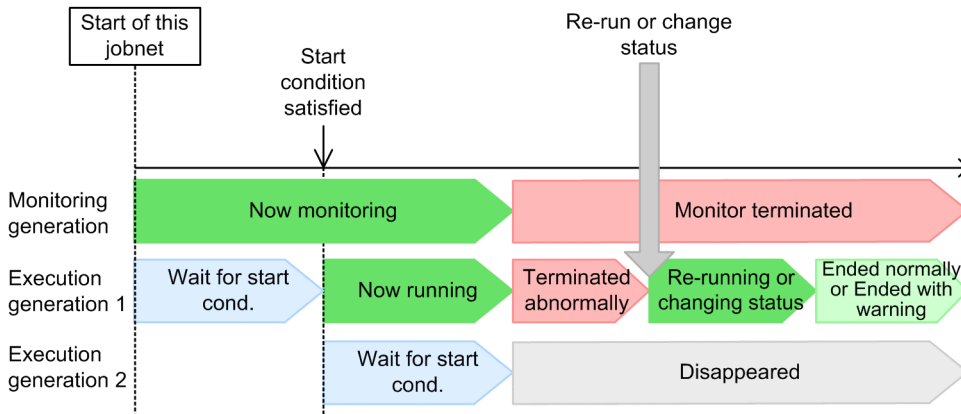 Start of this
jobnet
Re-run or change
status
Start
condition
satisfied
Monitoring
generation
Now monitoring
Monitor terminated
Execution
generation 1
Wait for start
cond.
Now running
Terminated
abnormally
Re-running or
changing status
Ended normally
or Ended with
warning
Execution
generation 2
Wait for start
cond.
Disappeared